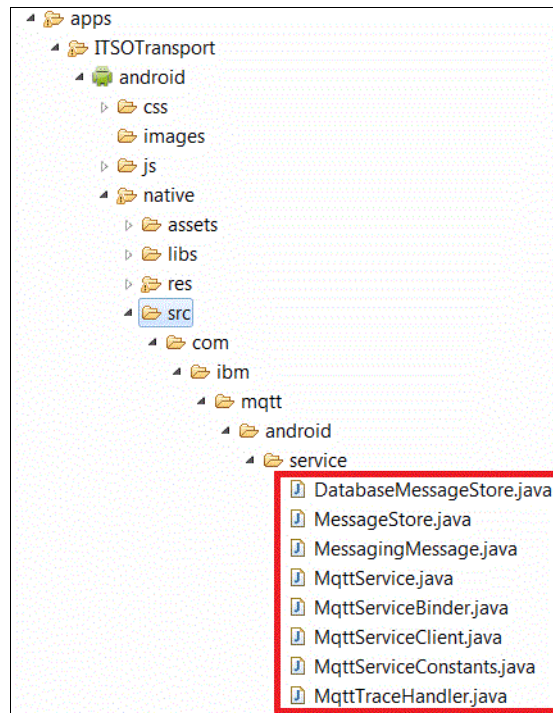 apps
ITSOTransport
android
css
images
js
native
assets
libs
res
src
com
ibm
mqtt
android
service
DatabaseMessageStore.java
MessageStore.java
MessagingMessage.java
MqttService.java
MqttServiceBinder.java
MqttServiceClient.java
MqttServiceConstants.java
MqttTraceHandler.java